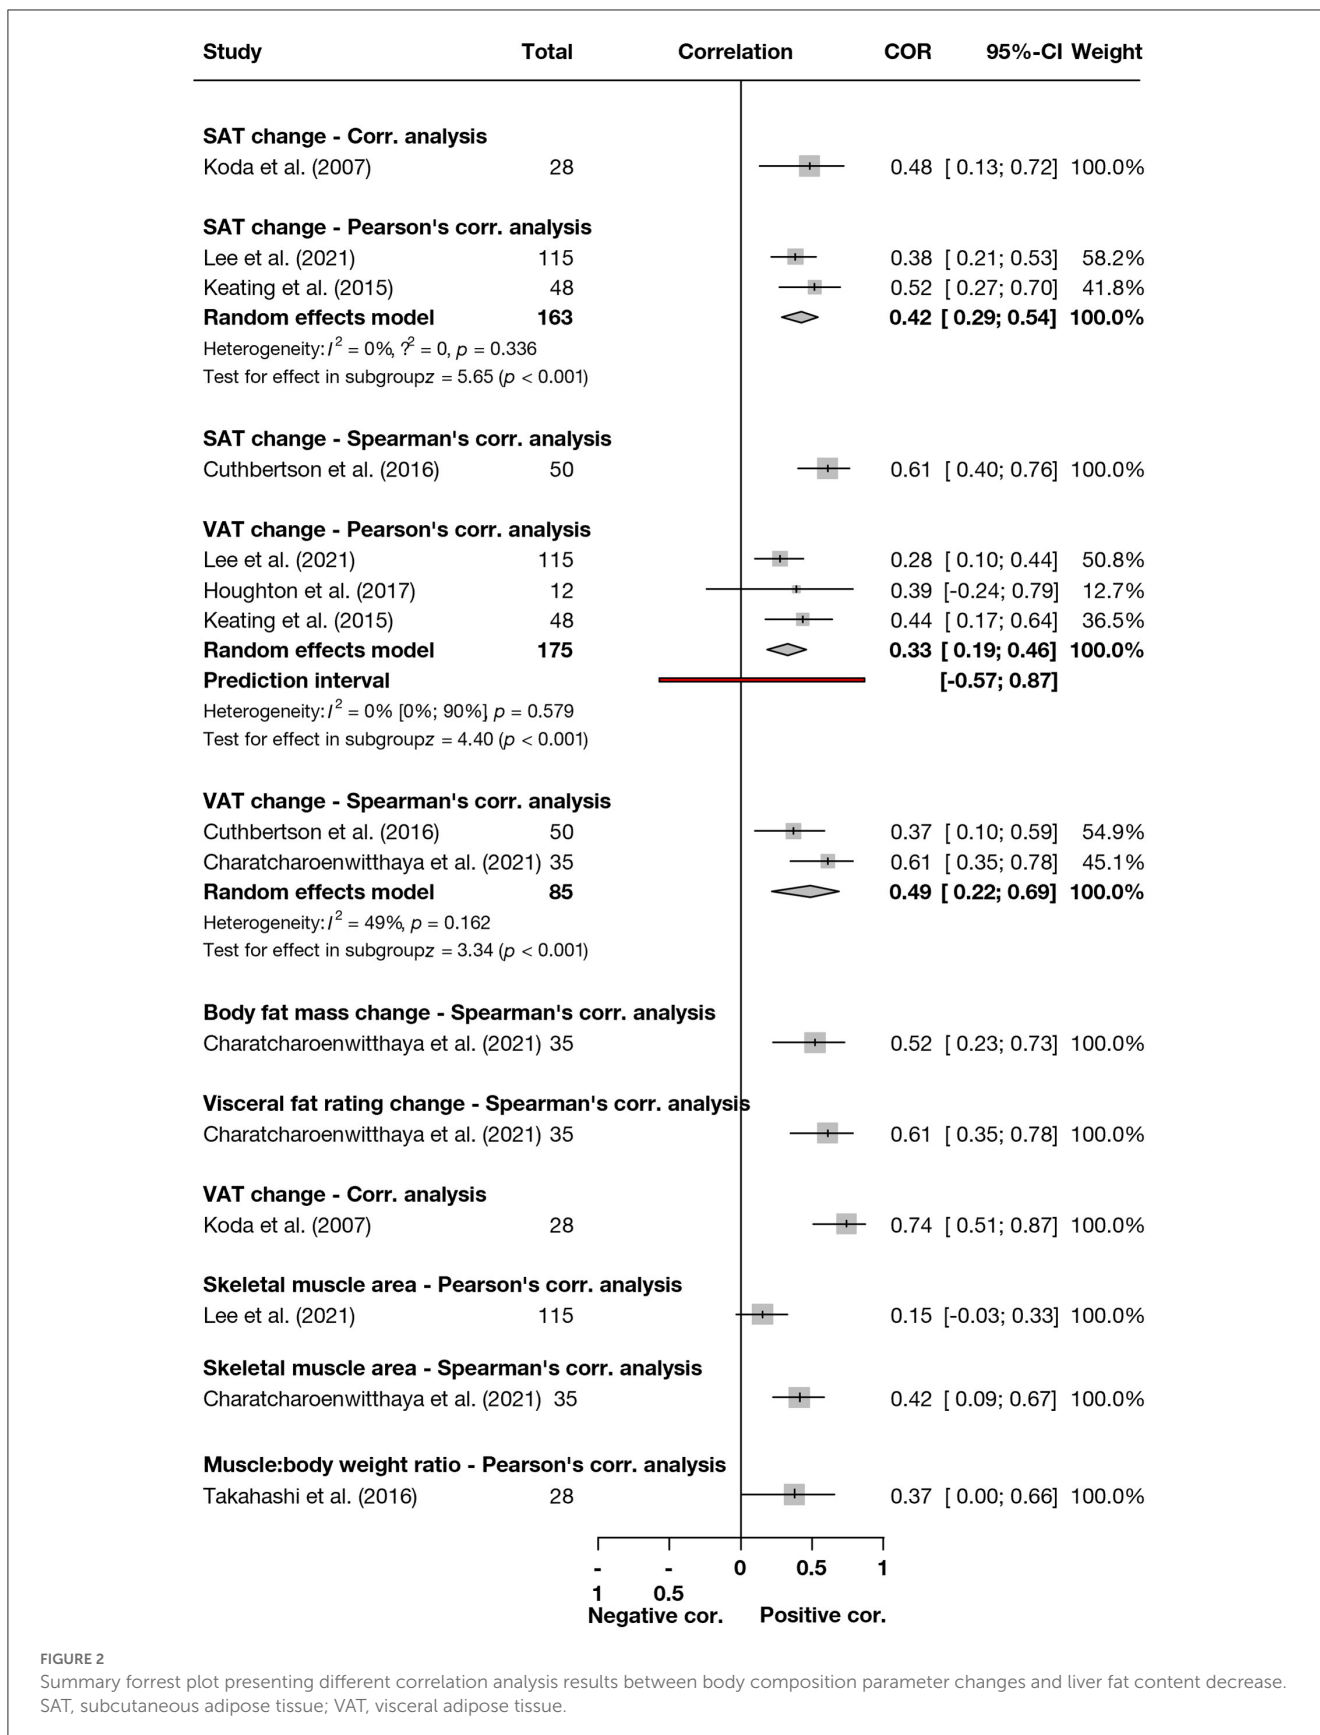 Study Total Correlation COR 95%-CI Weight
SAT change - Corr. analysis
Koda et al. (2007) 28 0.48 [ 0.13; 0.72] 100.0%
SAT change - Pearson's corr. analysis
Lee et al. (2021) 115 0.38 [ 0.21; 0.53] 58.2%
Keating et al. (2015) 48 0.52 [ 0.27; 0.70] 41.8%
Random effects model 163 0.42 [ 0.29; 0.54] 100.0%
Heterogeneity: I² = 0%, ?² = 0, p = 0.336
Test for effect in subgroupz = 5.65 (p < 0.001)
SAT change - Spearman's corr. analysis
Cuthbertson et al. (2016) 50 0.61 [ 0.40; 0.76] 100.0%
VAT change - Pearson's corr. analysis
Lee et al. (2021) 115 0.28 [ 0.10; 0.44] 50.8%
Houghton et al. (2017) 12 0.39 [-0.24; 0.79] 12.7%
Keating et al. (2015) 48 0.44 [ 0.17; 0.64] 36.5%
Random effects model 175 0.33 [ 0.19; 0.46] 100.0%
Prediction interval [-0.57; 0.87]
Heterogeneity: I² = 0% [0%; 90%], p = 0.579
Test for effect in subgroupz = 4.40 (p < 0.001)
VAT change - Spearman's corr. analysis
Cuthbertson et al. (2016) 50 0.37 [ 0.10; 0.59] 54.9%
Charatcharoenwitthaya et al. (2021) 35 0.61 [ 0.35; 0.78] 45.1%
Random effects model 85 0.49 [ 0.22; 0.69] 100.0%
Heterogeneity: I² = 49%, p = 0.162
Test for effect in subgroupz = 3.34 (p < 0.001)
Body fat mass change - Spearman's corr. analysis
Charatcharoenwitthaya et al. (2021) 35 0.52 [ 0.23; 0.73] 100.0%
Visceral fat rating change - Spearman's corr. analysis
Charatcharoenwitthaya et al. (2021) 35 0.61 [ 0.35; 0.78] 100.0%
VAT change - Corr. analysis
Koda et al. (2007) 28 0.74 [ 0.51; 0.87] 100.0%
Skeletal muscle area - Pearson's corr. analysis
Lee et al. (2021) 115 0.15 [-0.03; 0.33] 100.0%
Skeletal muscle area - Spearman's corr. analysis
Charatcharoenwitthaya et al. (2021) 35 0.42 [ 0.09; 0.67] 100.0%
Muscle:body weight ratio - Pearson's corr. analysis
Takahashi et al. (2016) 28 0.37 [ 0.00; 0.66] 100.0%
- - 0 0.5 1
1 0.5
Negative cor. Positive cor.
FIGURE 2
Summary forrest plot presenting different correlation analysis results between body composition parameter changes and liver fat content decrease.
SAT, subcutaneous adipose tissue; VAT, visceral adipose tissue.